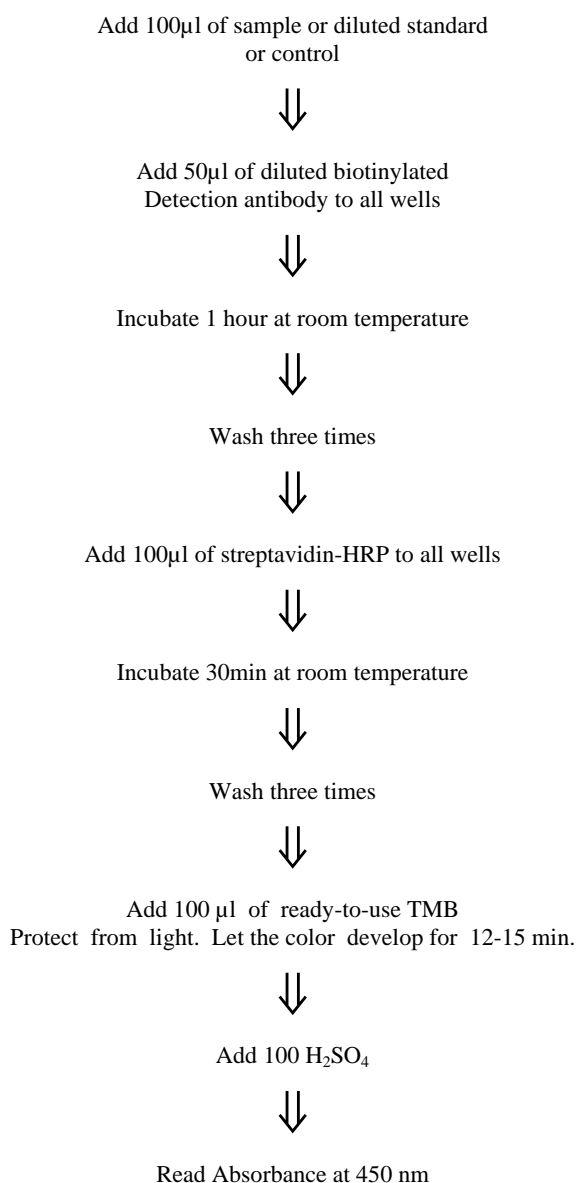 Add 100µl of sample or diluted standard
or control
Add 50µl of diluted biotinylated
Detection antibody to all wells
Incubate 1 hour at room temperature
Wash three times
Add 100µl of streptavidin-HRP to all wells
Incubate 30min at room temperature
Wash three times
Add 100 µl of ready-to-use TMB
Protect from light. Let the color develop for 12-15 min.
Add 100 H₂SO₄
Read Absorbance at 450 nm